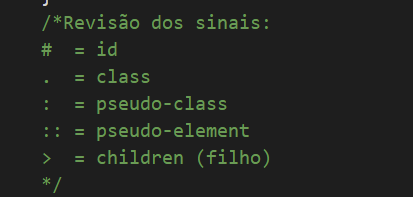 /*Revisão dos sinais:
#  = id
.  = class
:  = pseudo-class
:: = pseudo-element
>  = children (filho)
*/